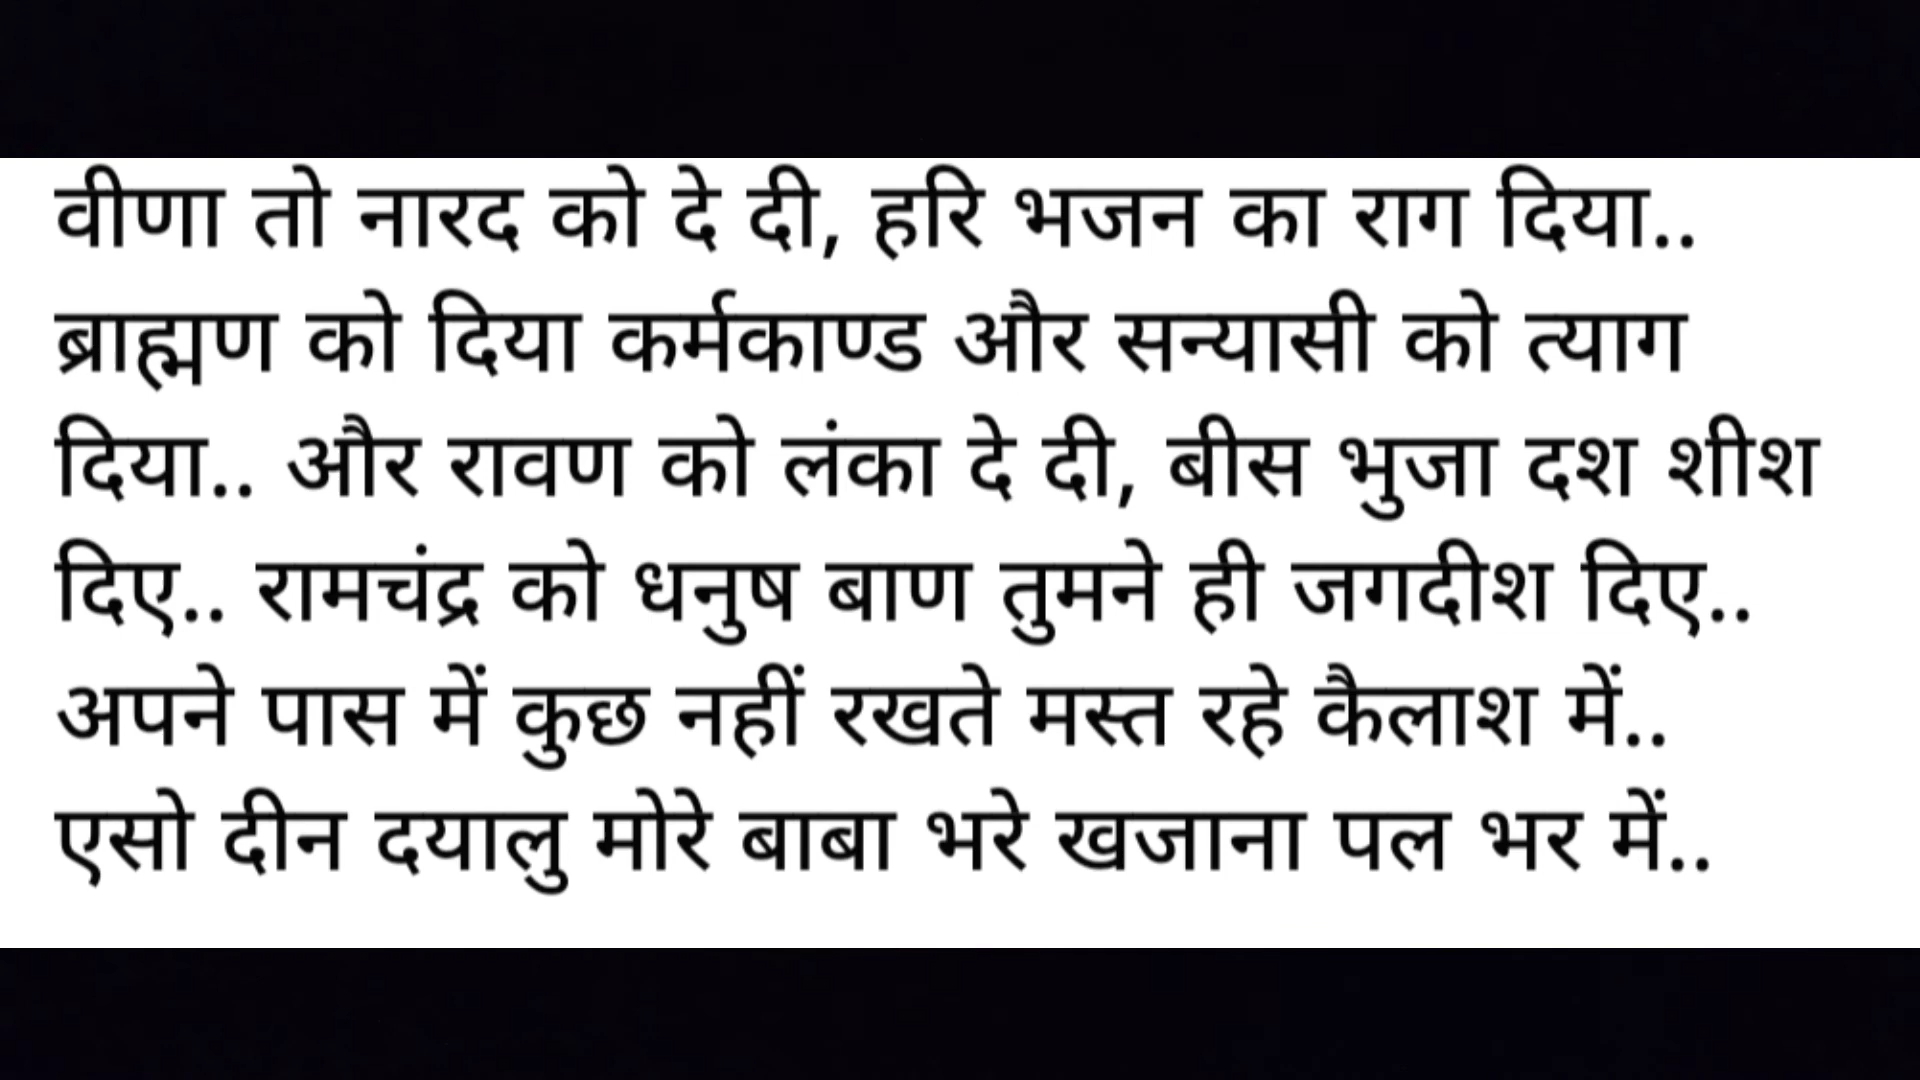 वीणा तो नारद को दे दी, हरि भजन का राग दिया..
ब्राह्मण को दिया कर्मकाण्ड और सन्यासी को त्याग
दिया.. और रावण को लंका दे दी, बीस भुजा दश शीश
दिए.. रामचंद्र को धनुष बाण तुमने ही जगदीश दिए..
अपने पास में कुछ नहीं रखते मस्त रहे कैलाश में..
एसो दीन दयालु मोरे बाबा भरे खजाना पल भर में..